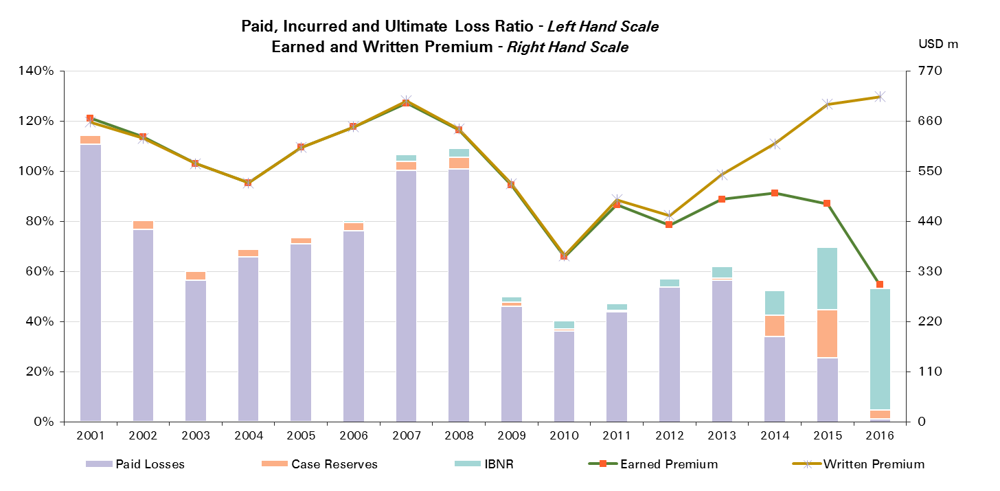 Paid, Incurred and Ultimate Loss Ratio - Left Hand Scale
Earned and Written Premium - Right Hand Scale
USD m
140% 770
120% 660
100% 550
80% 440
60% 330
40% 220
20% 110
0% 0
2001 2002 2003 2004 2005 2006 2007 2008 2009 2010 2011 2012 2013 2014 2015 2016
Paid Losses Case Reserves IBNR Earned Premium Written Premium